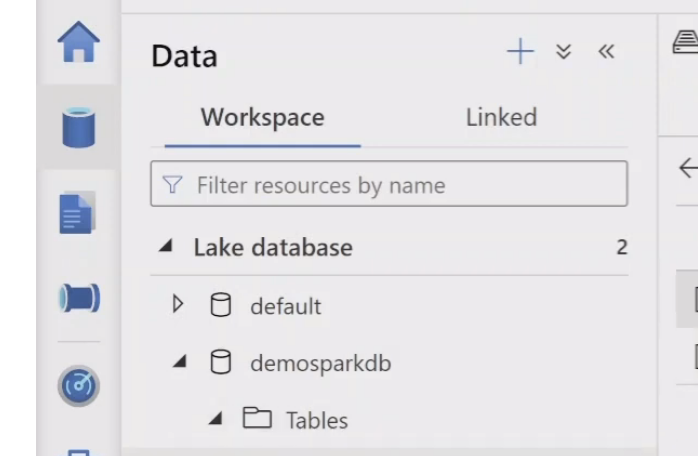 Data
Workspace Linked
Filter resources by name
Lake database 2
default
demosparkdb
Tables